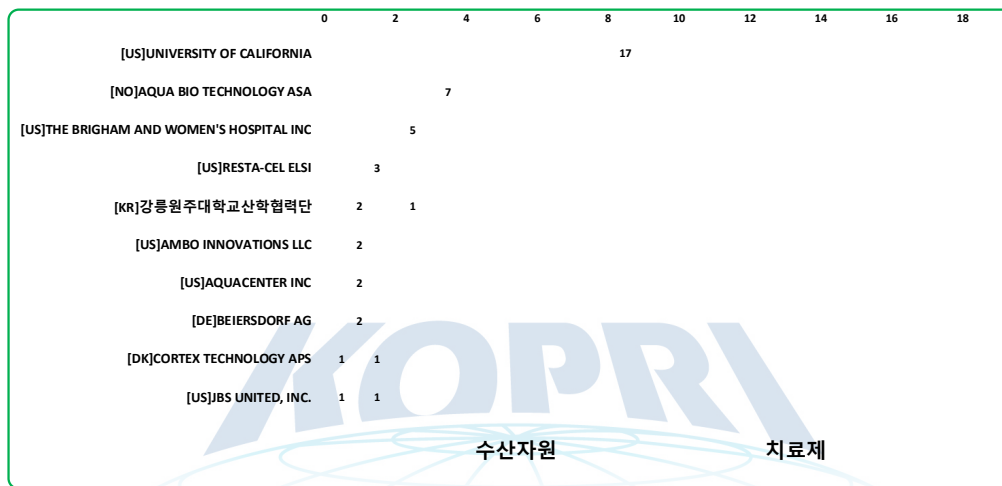 0 2 4 6 8 10 12 14 16 18
[US]UNIVERSITY OF CALIFORNIA 17
[NO]AQUA BIO TECHNOLOGY ASA 7
[US]THE BRIGHAM AND WOMEN'S HOSPITAL INC 5
[US]RESTA-CEL ELSI 3
[KR]강릉원주대학교산학협력단 2 1
[US]AMBO INNOVATIONS LLC 2
[US]AQUACENTER INC 2
[DE]BEIERSDORF AG 2
[DK]CORTEX TECHNOLOGY APS 1 1
[US]JBS UNITED, INC. 1 1
KOPRI
수산자원 치료제